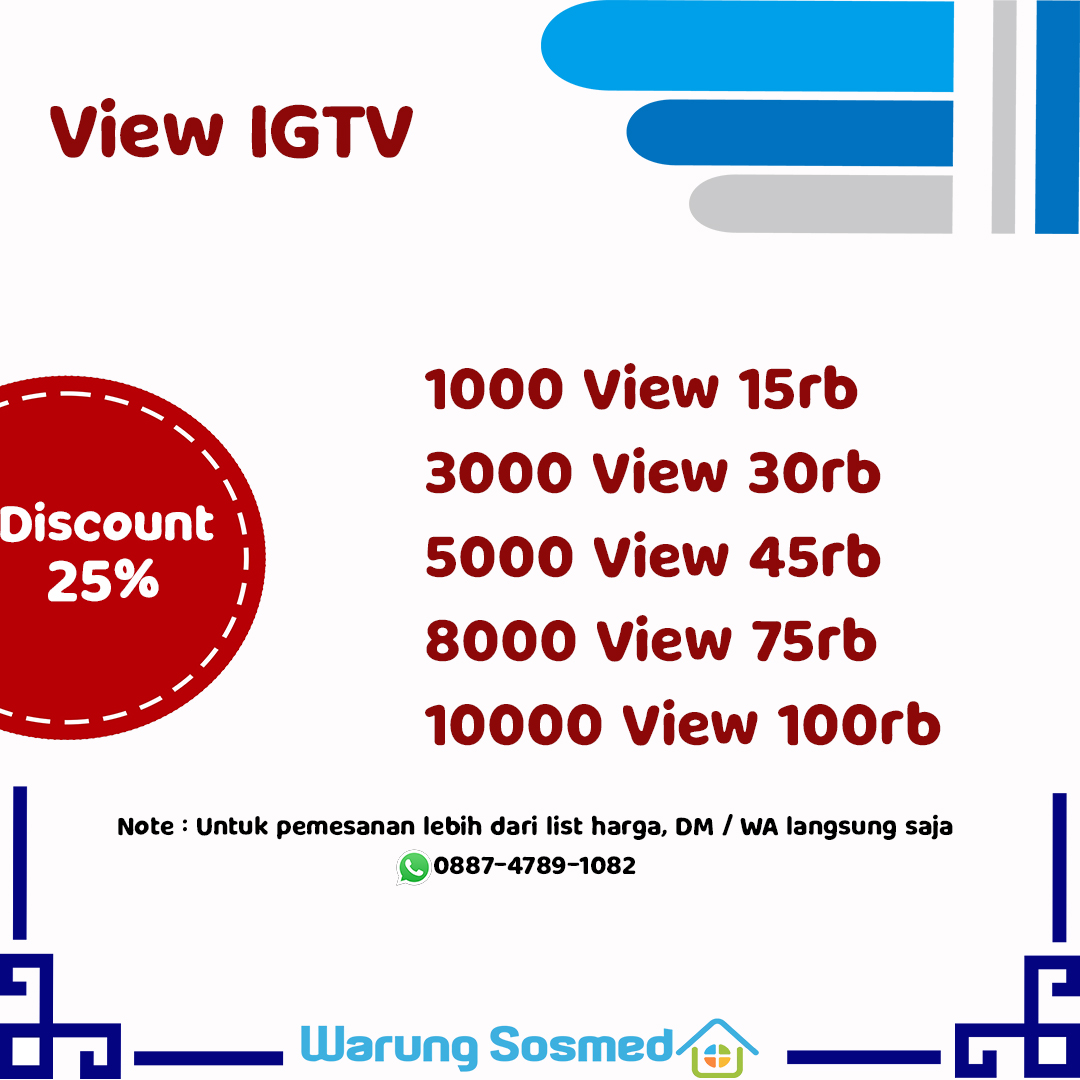 View IGTV
1000 View 15rb
3000 View 30rb
5000 View 45rb
8000 View 75rb
10000 View 100rb
Discount
25%
Note : Untuk pemesanan lebih dari list harga, DM / WA langsung saja
0887-4789-1082
Warung Sosmed